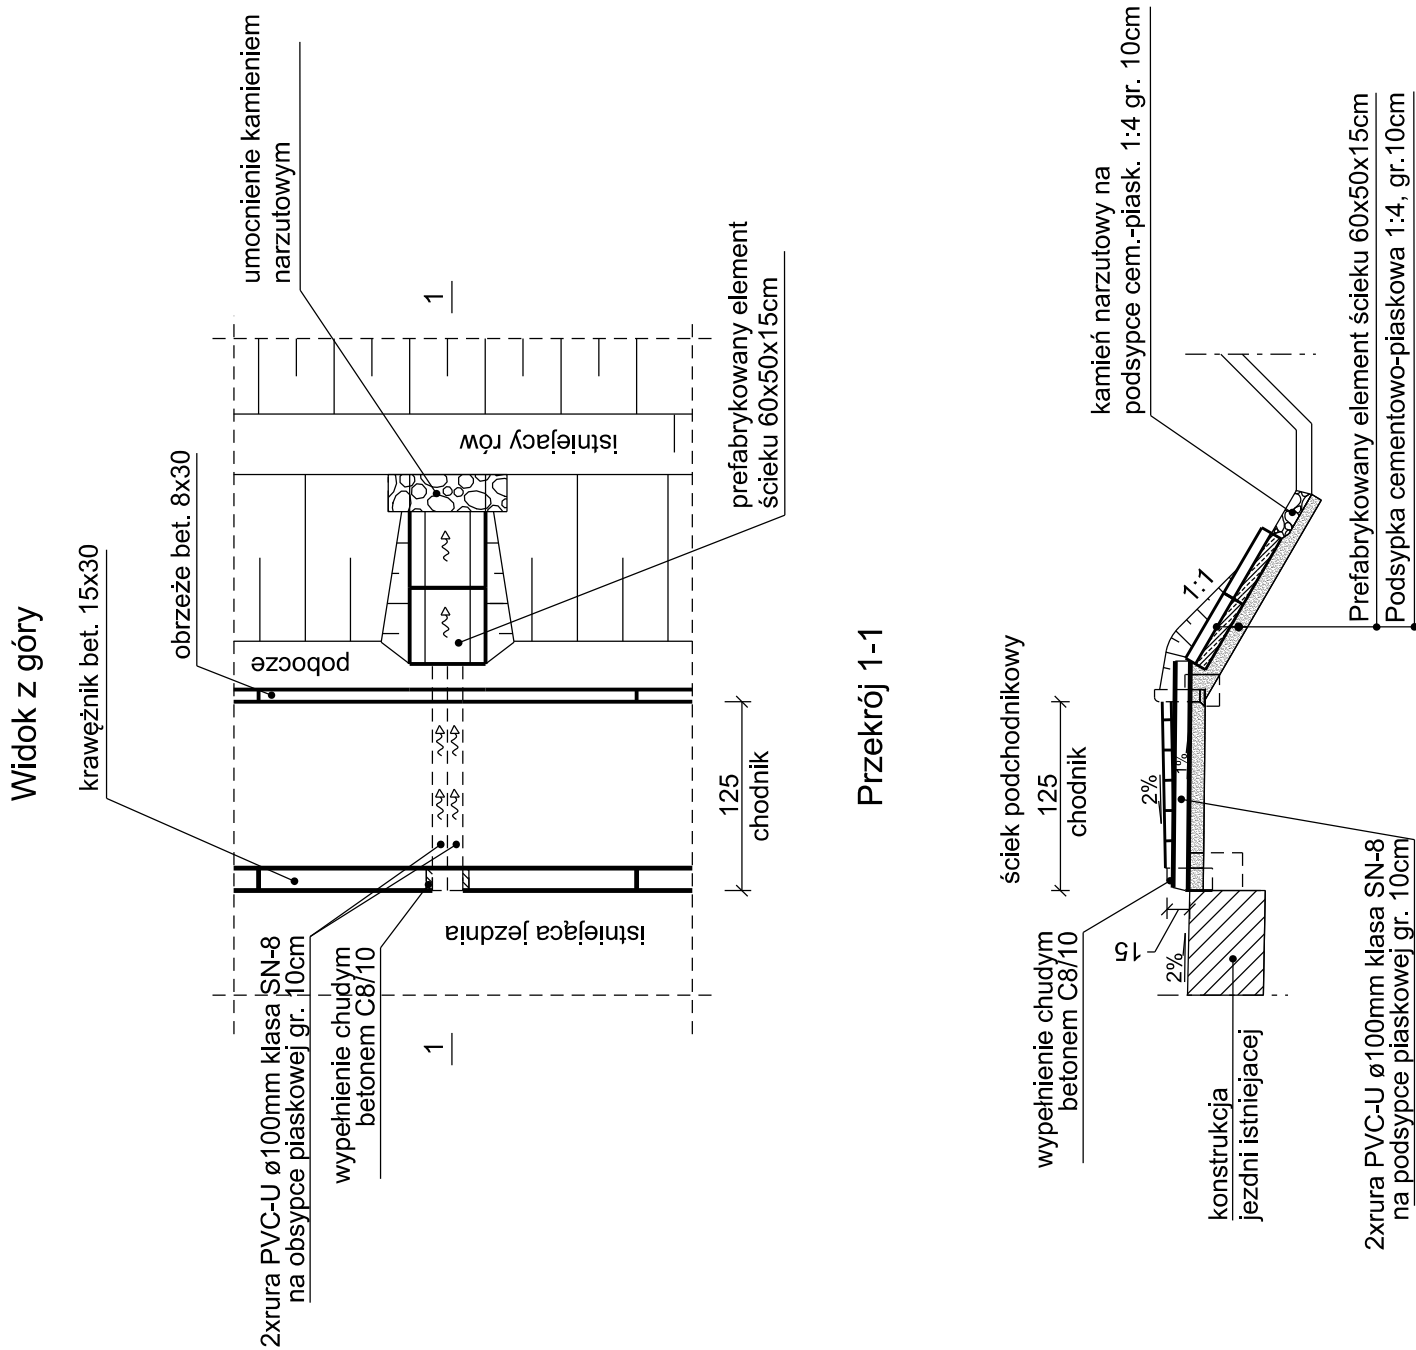 Widok z góry
krawężnik bet. 15x30
obrzeże bet. 8x30
umocnienie kamieniem
narzutowym
1
prefabrykowany element
ścieku 60x50x15cm
istniejacy rów
pobocze
125
chodnik
istniejąca jezdnia
2xrura PVC-U ø100mm klasa SN-8
na obsypce piaskowej gr. 10cm
wypełnienie chudym
betonem C8/10
1
Przekrój 1-1
ściek podchodnikowy
125
chodnik
kamień narzutowy na
podsypce cem.-piask. 1:4 gr. 10cm
1:1
Prefabrykowany element ścieku 60x50x15cm
Podsypka cementowo-piaskowa 1:4, gr.10cm
2%
1%
15
2%
wypełnienie chudym
betonem C8/10
konstrukcja
jezdni istniejacej
2xrura PVC-U ø100mm klasa SN-8
na podsypce piaskowej gr. 10cm